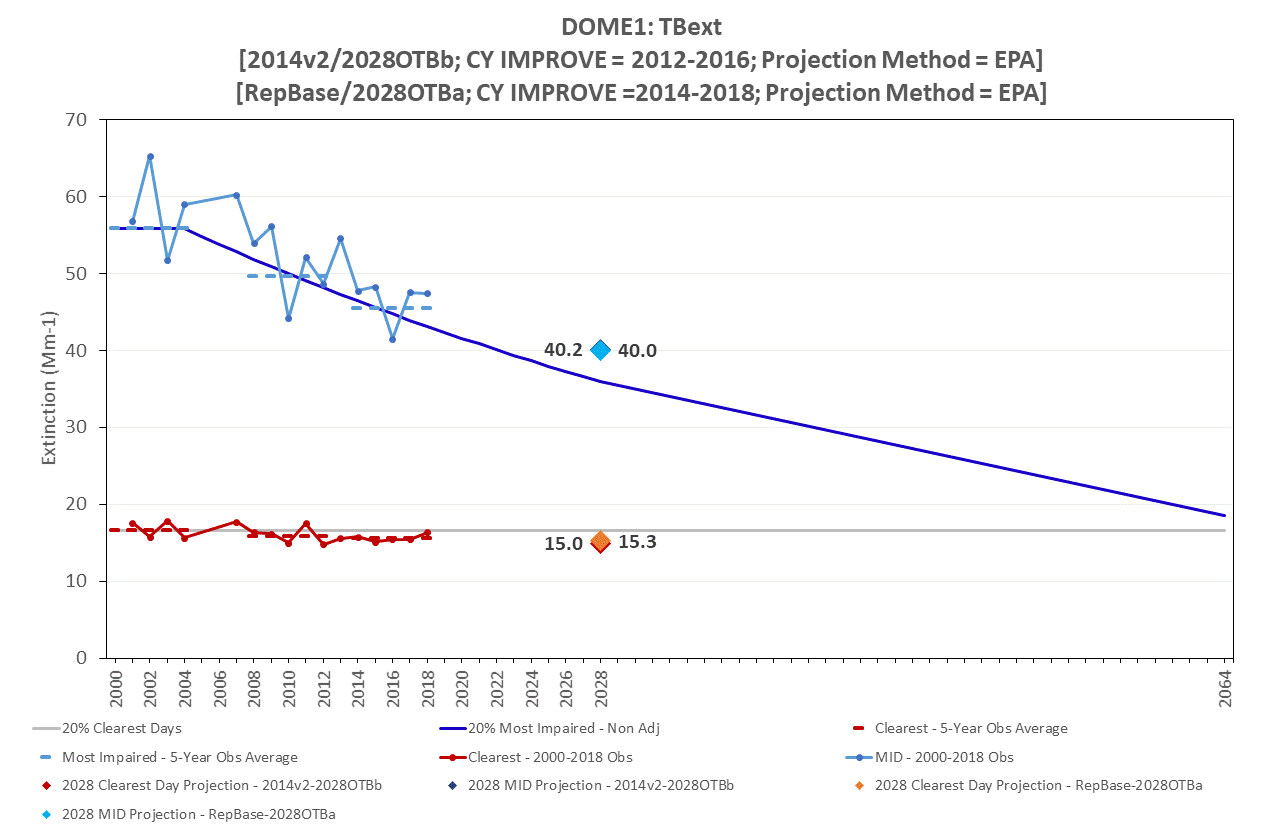 DOME1: TBext
[2014v2/2028OTBb; CY IMPROVE = 2012-2016; Projection Method = EPA]
[RepBase/2028OTBa; CY IMPROVE =2014-2018; Projection Method = EPA]
Extinction (Mm-1)
70
60
50
40
30
20
10
0
40.2
40.0
15.0
15.3
2000
2002
2004
2006
2008
2010
2012
2014
2016
2018
2020
2022
2024
2026
2028
2064
20% Clearest Days
20% Most Impaired - Non Adj
Clearest - 5-Year Obs Average
Most Impaired - 5-Year Obs Average
Clearest - 2000-2018 Obs
MID - 2000-2018 Obs
2028 Clearest Day Projection - 2014v2-2028OTBb
2028 MID Projection - 2014v2-2028OTBb
2028 Clearest Day Projection - RepBase-2028OTBa
2028 MID Projection - RepBase-2028OTBa